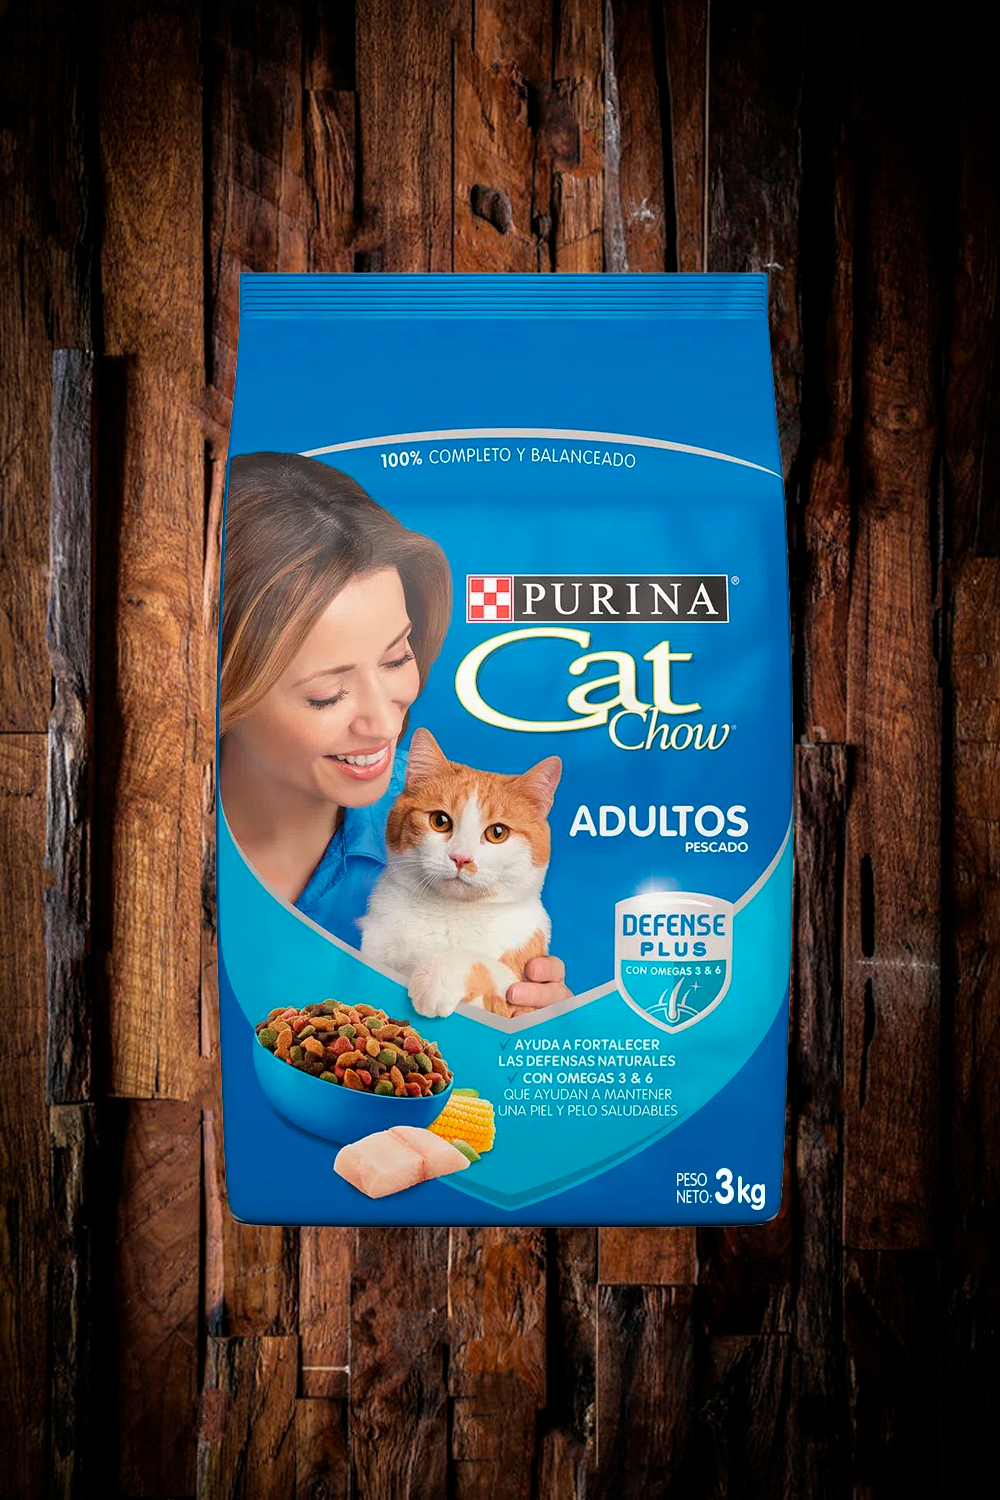 100% COMPLETO Y BALANCEADO
PURINA®
Cat
Chow®
ADULTOS
PESCADO
DEFENSE
PLUS
CON OMEGAS 3 & 6
✓ AYUDA A FORTALECER
LAS DEFENSAS NATURALES
✓ CON OMEGAS 3 & 6
QUE AYUDAN A MANTENER
UNA PIEL Y PELO SALUDABLES
PESO
NETO: 3kg